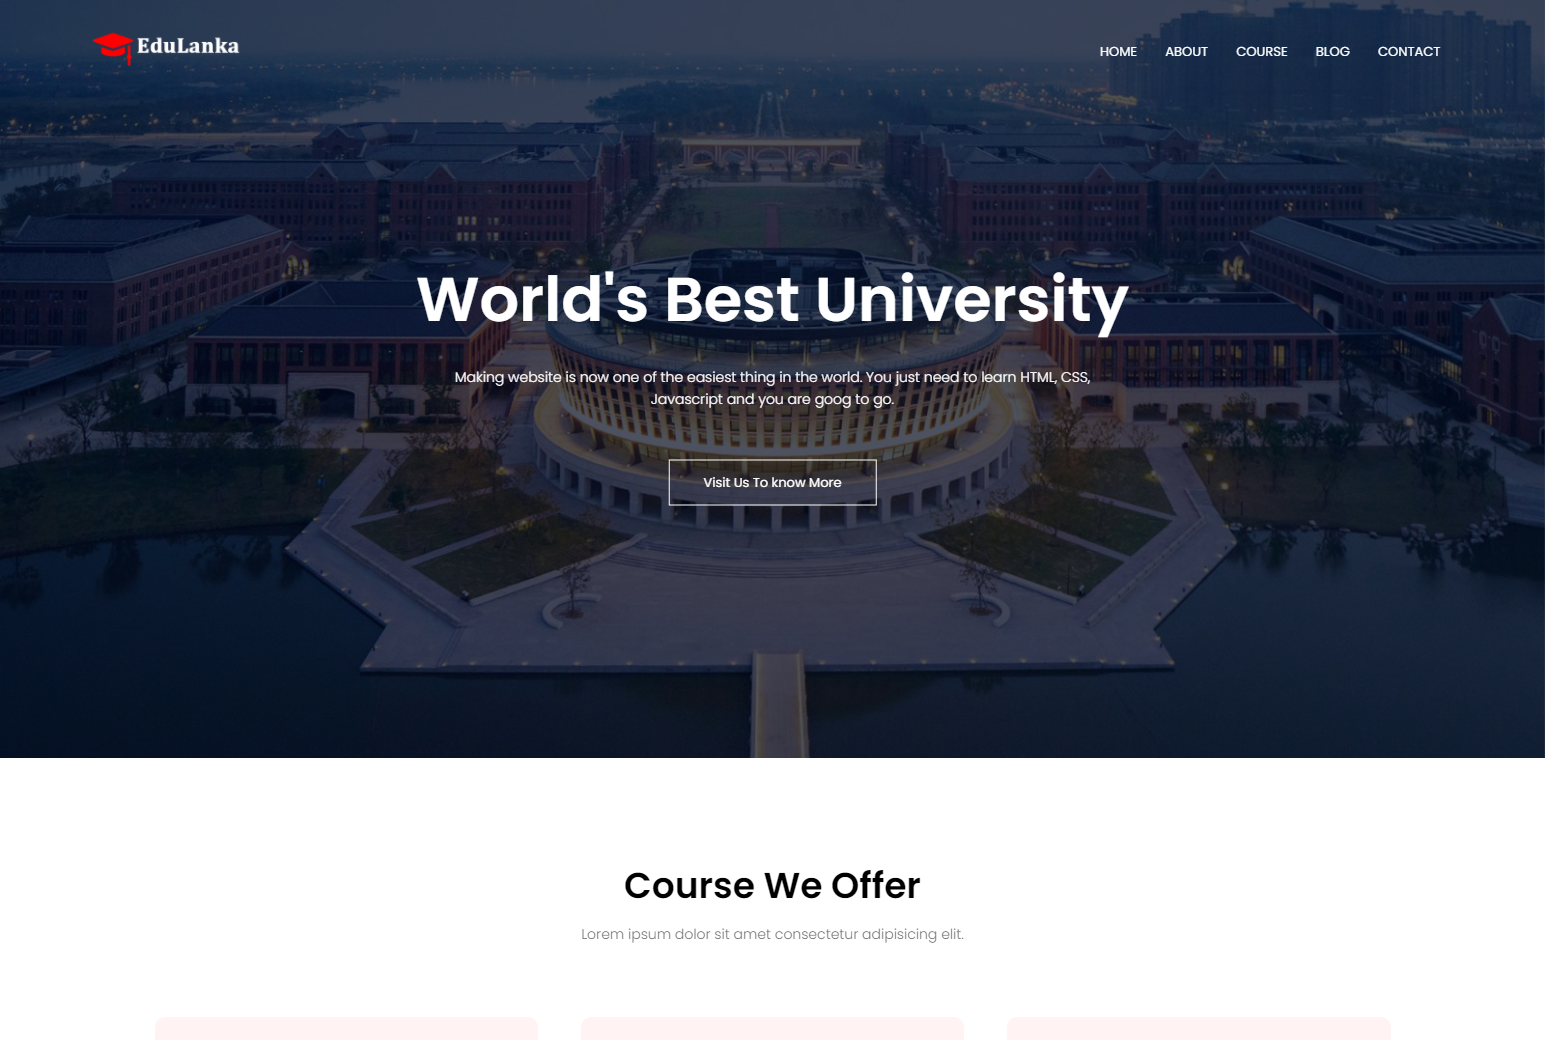 EduLanka
HOME ABOUT COURSE BLOG CONTACT
World's Best University
Making website is now one of the easiest thing in the world. You just need to learn HTML, CSS,
Javascript and you are goog to go.
Visit Us To know More
Course We Offer
Lorem ipsum dolor sit amet consectetur adipisicing elit.